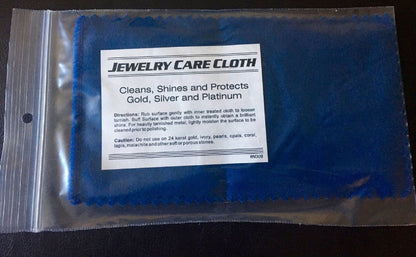 JEWELRY CARE CLOTH
Cleans, Shines and Protects
Gold, Silver and Platinum
Directions: Rub surface gently with inner treated cloth to loosen
tarnish. Buff Surface with outer cloth to instantly obtain a brilliant
shine. For heavily tarnished metal, lightly moisten the surface to be
cleaned prior to polishing.
Caution: Do not use on 24 karat gold, ivory, pearls, opals, coral,
lapis, malachite and other soft or porous stones.